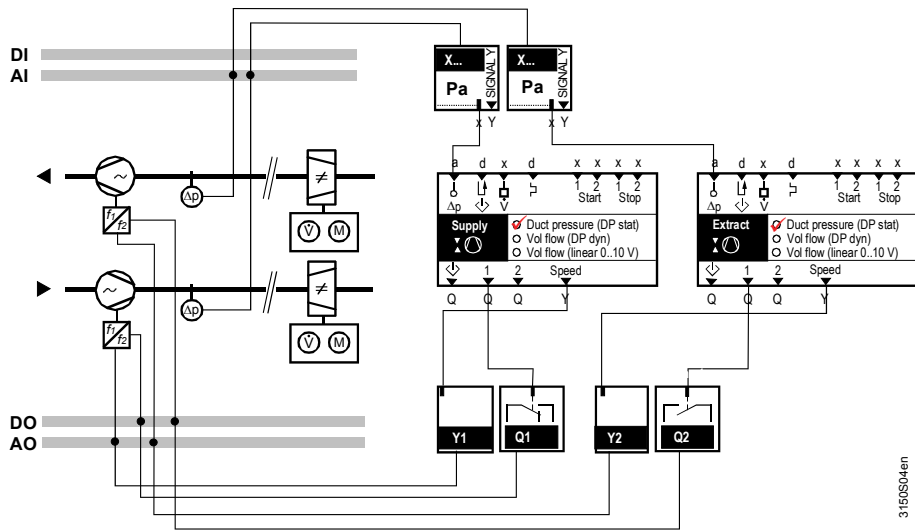 DI
AI
X...
Pa
SIGNAL Y
x Y
X...
Pa
SIGNAL Y
x Y
~
Δp
≠
f1
f2
V̇ M
a d x d x x x x
1 2 1 2
Start Stop
Δp V̇
Supply
Duct pressure (DP stat)
Vol flow (DP dyn)
Vol flow (linear 0..10 V)
1 2 Speed
Q Q Q Y
a d x d x x x x
1 2 1 2
Start Stop
Δp V̇
Extract
Duct pressure (DP stat)
Vol flow (DP dyn)
Vol flow (linear 0..10 V)
1 2 Speed
Q Q Q Y
~
Δp
≠
f1
f2
V̇ M
DO
AO
Y1
Q1
Y2
Q2
3150S04en